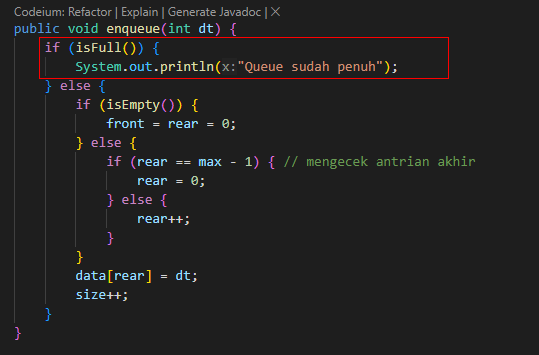 Codeium: Refactor | Explain | Generate Javadoc | ×
public void enqueue(int dt) {
if (isFull()) {
System.out.println(x:"Queue sudah penuh");
} else {
if (isEmpty()) {
front = rear = 0;
} else {
if (rear == max - 1) { // mengecek antrian akhir
rear = 0;
} else {
rear++;
}
}
data[rear] = dt;
size++;
}
}